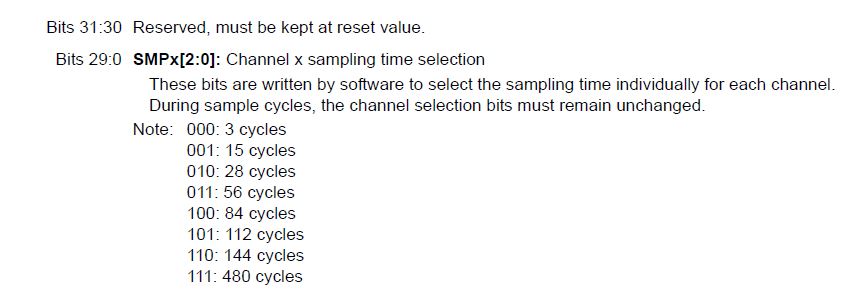 Bits 31:30 Reserved, must be kept at reset value.
Bits 29:0 SMPx[2:0]: Channel x sampling time selection
These bits are written by software to select the sampling time individually for each channel.
During sample cycles, the channel selection bits must remain unchanged.
Note: 000: 3 cycles
001: 15 cycles
010: 28 cycles
011: 56 cycles
100: 84 cycles
101: 112 cycles
110: 144 cycles
111: 480 cycles